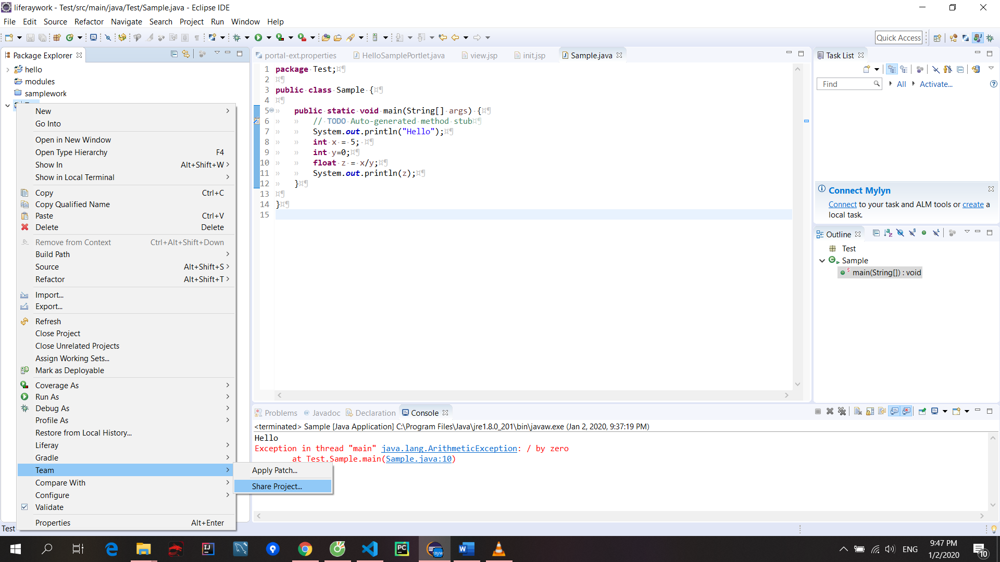 liferaywork - Test/src/main/java/Test/Sample.java - Eclipse IDE
File Edit Source Refactor Navigate Search Project Run Window Help
Quick Access
Package Explorer
hello
modules
samplework
New
Go Into
Open in New Window
Open Type Hierarchy F4
Show In Alt+Shift+W
Show in Local Terminal
Copy Ctrl+C
Copy Qualified Name
Paste Ctrl+V
Delete Delete
Remove from Context Ctrl+Alt+Shift+Down
Build Path
Source Alt+Shift+S
Refactor Alt+Shift+T
Import...
Export...
Refresh
Close Project
Close Unrelated Projects
Assign Working Sets...
Mark as Deployable
Coverage As
Run As
Debug As
Profile As
Restore from Local History...
Liferay
Gradle
Team
Compare With
Configure
Validate
Properties Alt+Enter
Apply Patch...
Share Project...
portal-ext.properties HelloSamplePortlet.java view.jsp init.jsp Sample.java
1 package Test;¤¶
2 ¤¶
3 public class Sample {¤¶
4 ¤¶
5 » public static void main(String[] args) {¤¶
6 » » // TODO Auto-generated method stub¤¶
7 » » System.out.println("Hello");¤¶
8 » » int x = 5; ¤¶
9 » » int y=0;¤¶
10 » » float z = x/y;¤¶
11 » » System.out.println(z);¤¶
12 » }¤¶
13 ¤¶
14 }¤¶
15
Task List
Find
All Activate...
Connect Mylyn
Connect to your task and ALM tools or create a
local task.
Outline
Test
Sample
main(String[]) : void
Problems @ Javadoc Declaration Console
<terminated> Sample [Java Application] C:\Program Files\Java\jre1.8.0_201\bin\javaw.exe (Jan 2, 2020, 9:37:19 PM)
Hello
Exception in thread "main" java.lang.ArithmeticException: / by zero
at Test.Sample.main(Sample.java:10)
Test
ENG
9:47 PM
1/2/2020
10